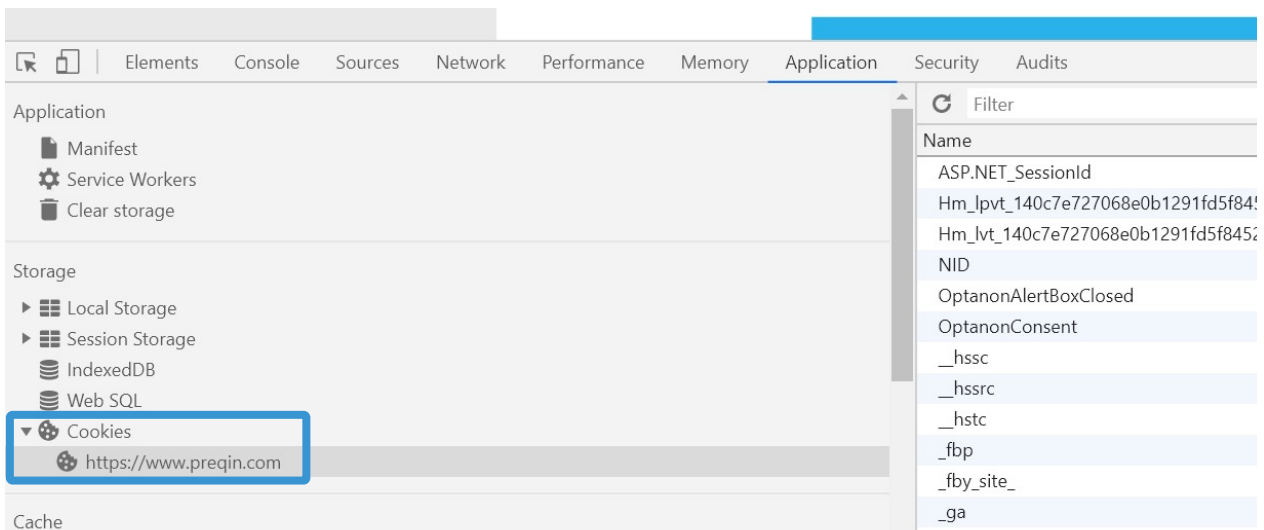 Elements Console Sources Network Performance Memory Application Security Audits
Application
Manifest
Service Workers
Clear storage
Storage
Local Storage
Session Storage
IndexedDB
Web SQL
Cookies
https://www.preqin.com
Cache
Filter
Name
ASP.NET_SessionId
Hm_lpvt_140c7e727068e0b1291fd5f845
Hm_lvt_140c7e727068e0b1291fd5f8452
NID
OptanonAlertBoxClosed
OptanonConsent
__hssc
__hssrc
__hstc
_fbp
_fby_site_
_ga